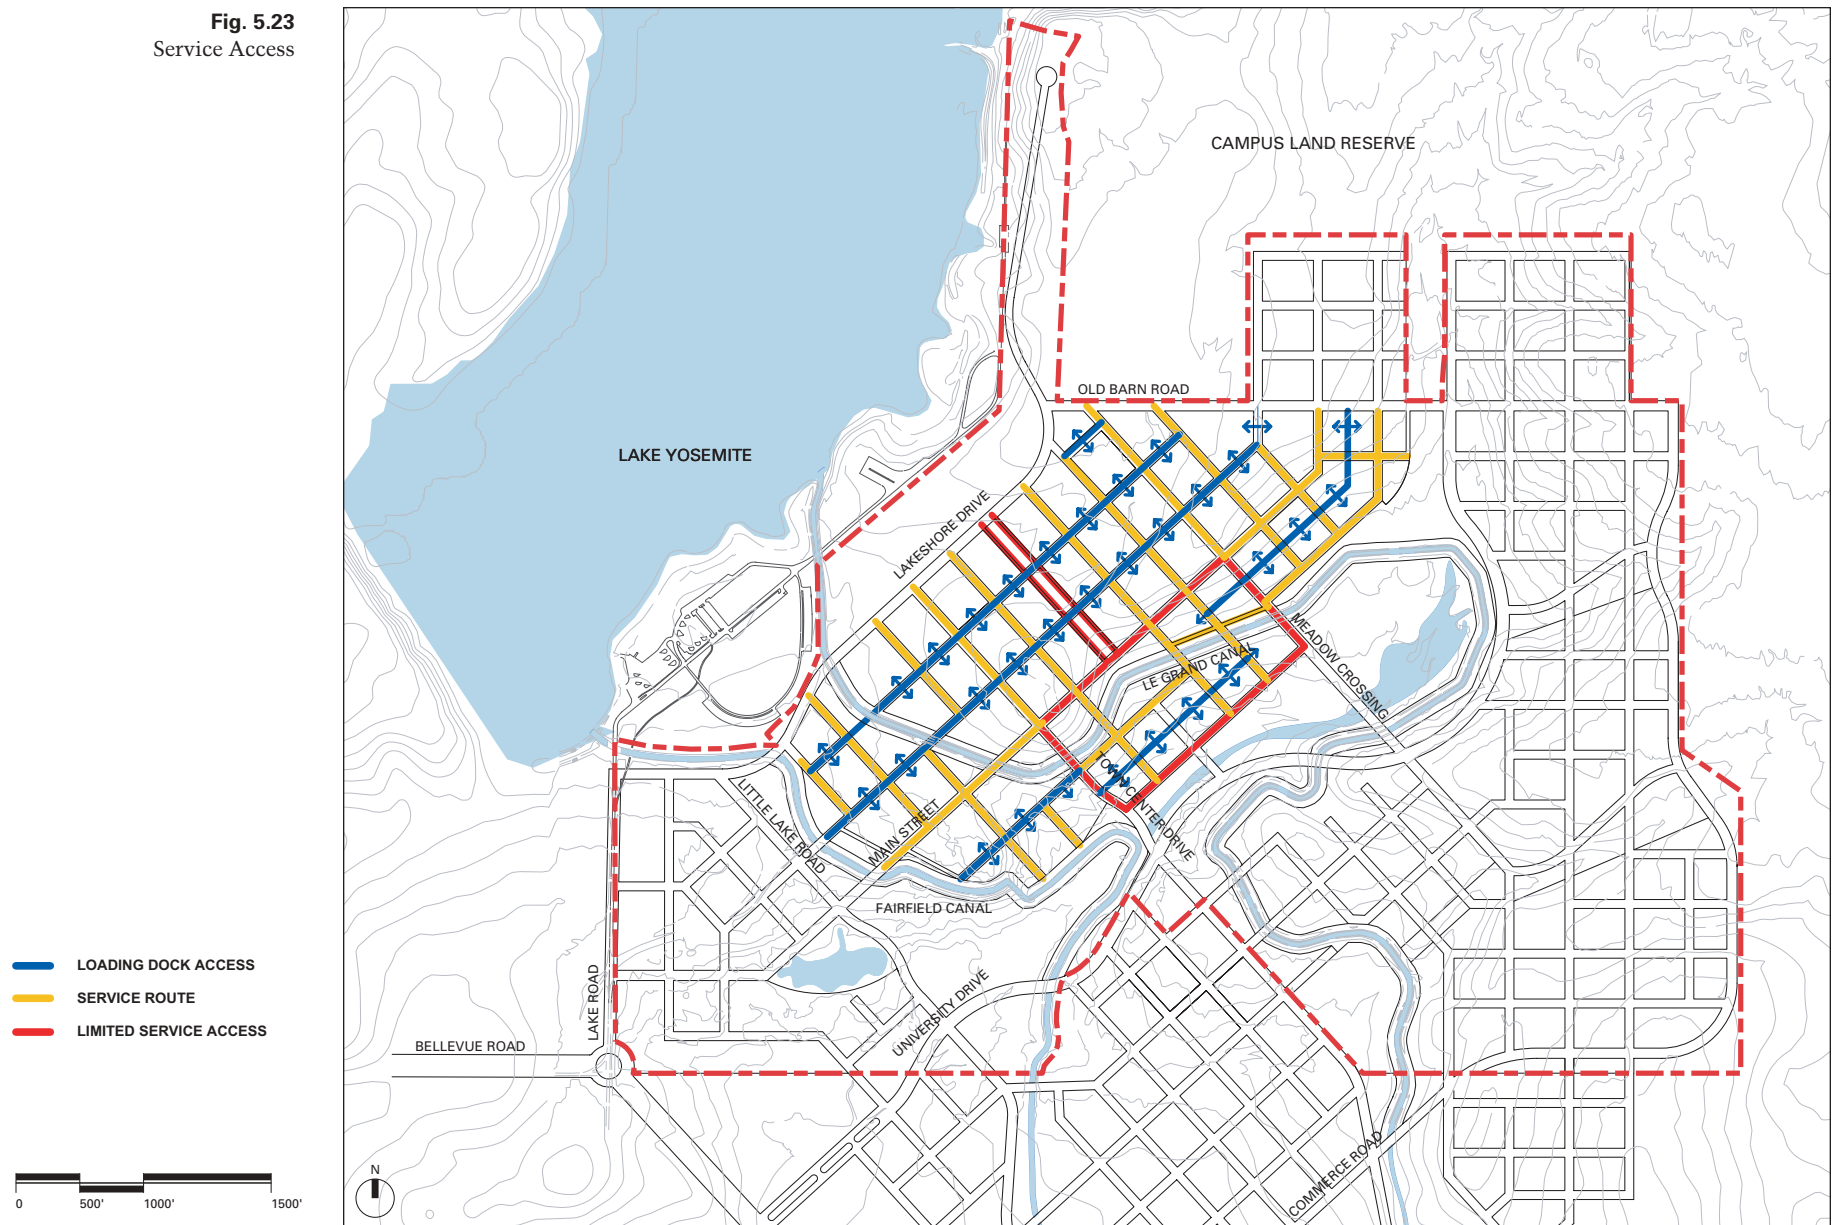 Fig. 5.23
Service Access
CAMPUS LAND RESERVE
OLD BARN ROAD
LAKE YOSEMITE
LAKESHORE DRIVE
MEADOW CROSSING
LE GRAND CANAL
TOWN CENTER DRIVE
LITTLE LAKE ROAD
MAIN STREET
FAIRFIELD CANAL
LOADING DOCK ACCESS
SERVICE ROUTE
LIMITED SERVICE ACCESS
LAKE ROAD
UNIVERSITY DRIVE
BELLEVUE ROAD
COMMERCE ROAD
N
0 500' 1000' 1500'